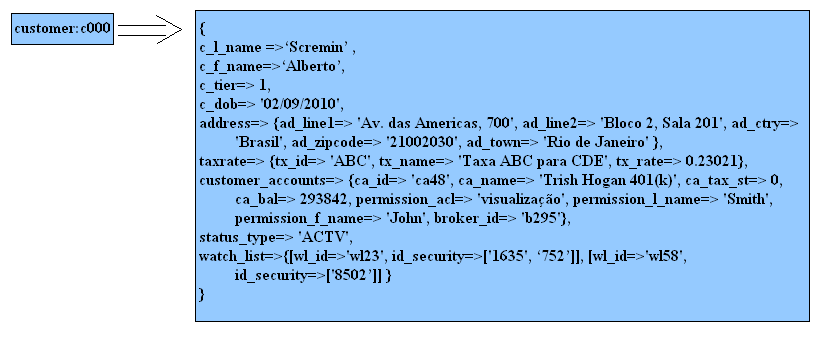 customer:c000
{
c_l_name =>‘Scremin’ ,
c_f_name=>‘Alberto’,
c_tier=> 1,
c_dob=> '02/09/2010',
address=> {ad_line1=> 'Av. das Americas, 700', ad_line2=> 'Bloco 2, Sala 201', ad_ctry=>
'Brasil', ad_zipcode=> '21002030', ad_town=> 'Rio de Janeiro' },
taxrate=> {tx_id=> 'ABC', tx_name=> 'Taxa ABC para CDE', tx_rate=> 0.23021},
customer_accounts=> {ca_id=> 'ca48', ca_name=> 'Trish Hogan 401(k)', ca_tax_st=> 0,
ca_bal=> 293842, permission_acl=> 'visualização', permission_l_name=> 'Smith',
permission_f_name=> 'John', broker_id=> 'b295'},
status_type=> 'ACTV',
watch_list=>{[wl_id=>'wl23', id_security=>['1635', ‘752’]], [wl_id=>'wl58',
id_security=>['8502']] }
}